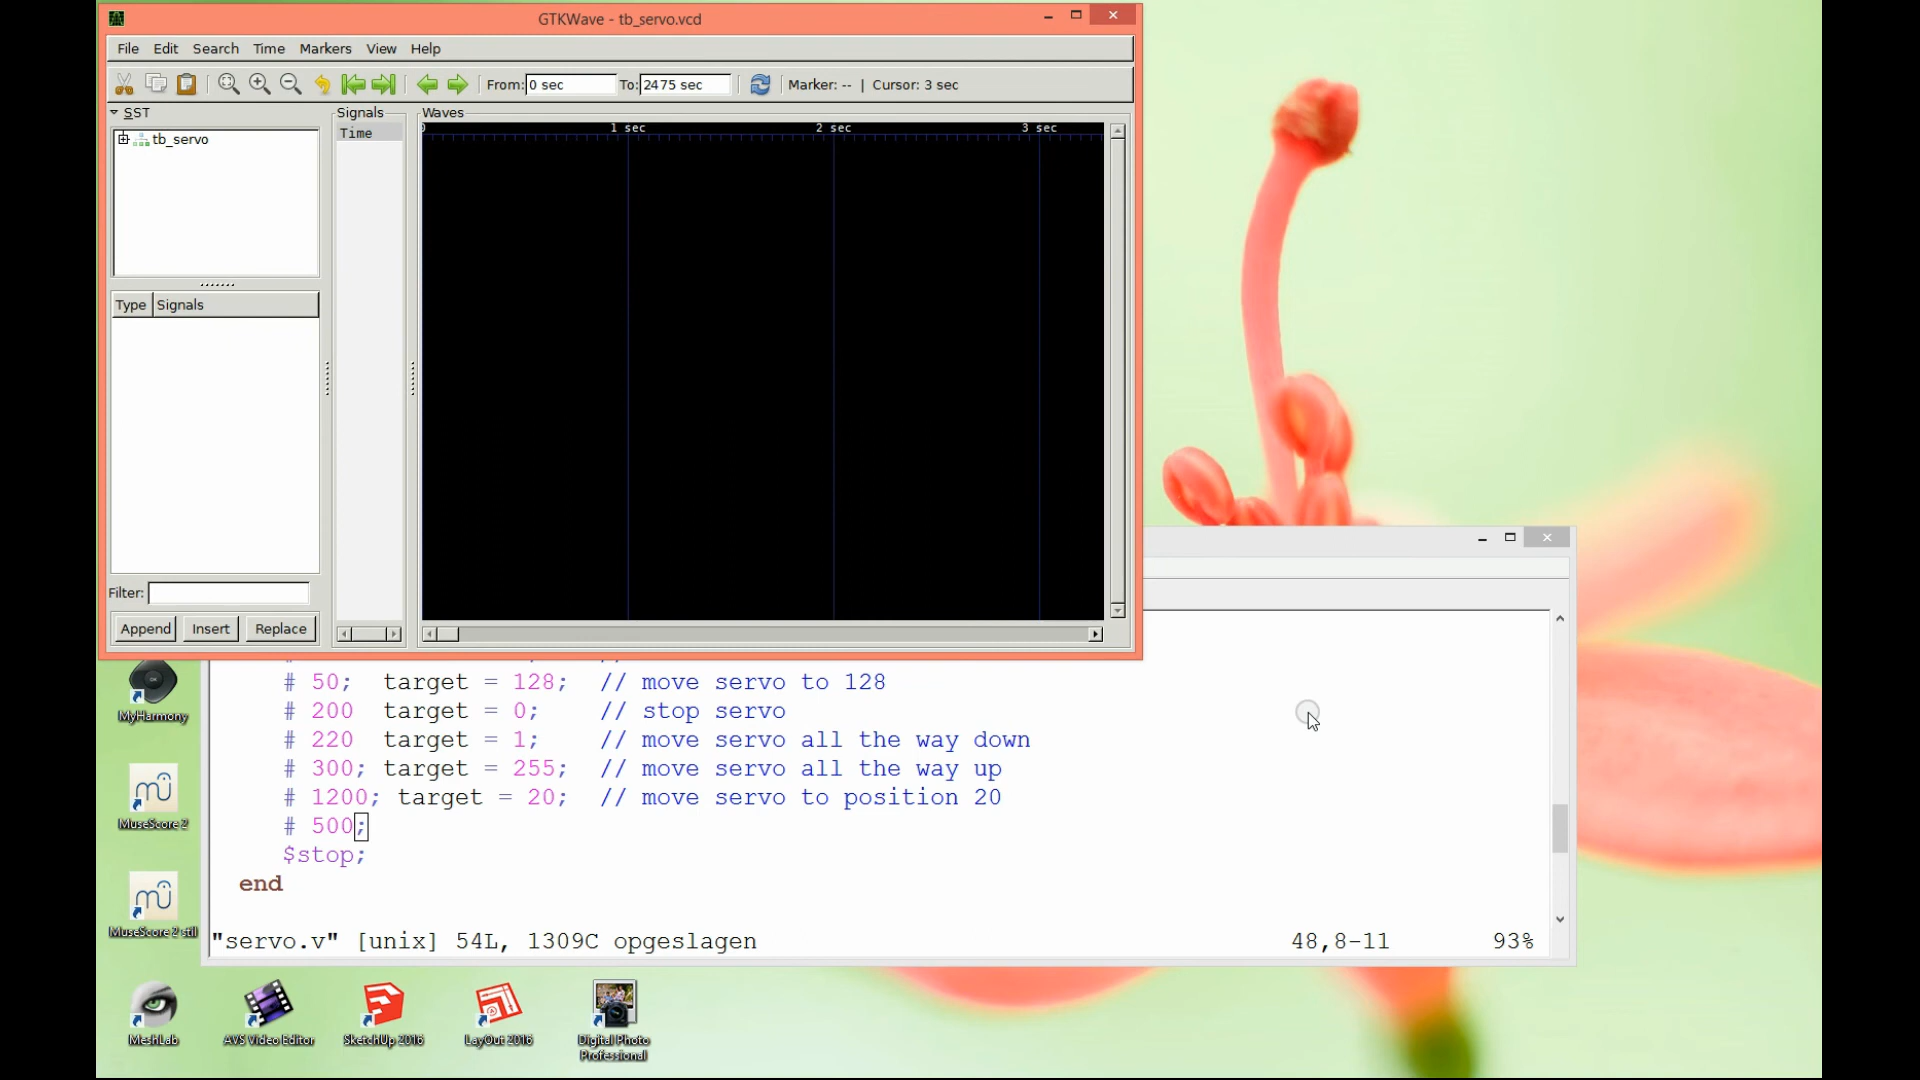 GTKWave - tb_servo.vcd
File Edit Search Time Markers View Help
From: 0 sec To: 2475 sec Marker: -- | Cursor: 3 sec
SST
Signals
Waves
tb_servo
Time
0 1 sec 2 sec 3 sec
Type Signals
Filter:
Append Insert Replace
# 50; target = 128; // move servo to 128
# 200 target = 0; // stop servo
# 220 target = 1; // move servo all the way down
# 300; target = 255; // move servo all the way up
# 1200; target = 20; // move servo to position 20
# 500;
$stop;
end
"servo.v" [unix] 54L, 1309C opgeslagen 48,8-11 93%
MyHarmony
MuseScore 2
MuseScore 2 still
MeshLab
AVS Video Editor
SketchUp 2016
LayOut 2016
Digital Photo
Professional